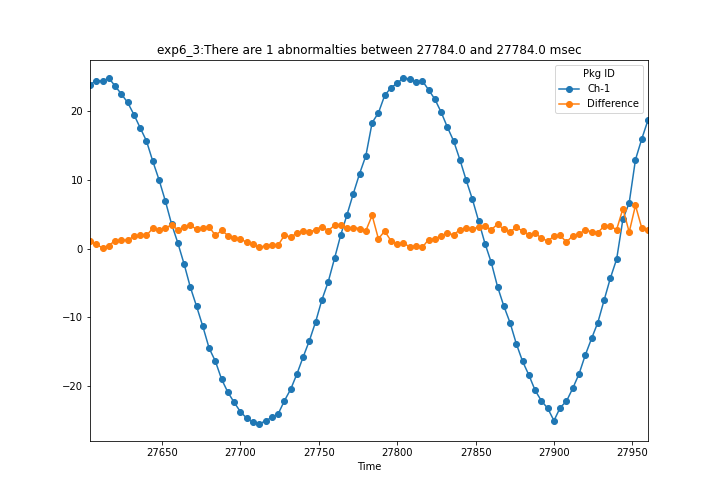 exp6_3:There are 1 abnormalties between 27784.0 and 27784.0 msec
Pkg ID
Ch-1
Difference
20
10
0
−10
−20
27650
27700
27750
27800
27850
27900
27950
Time